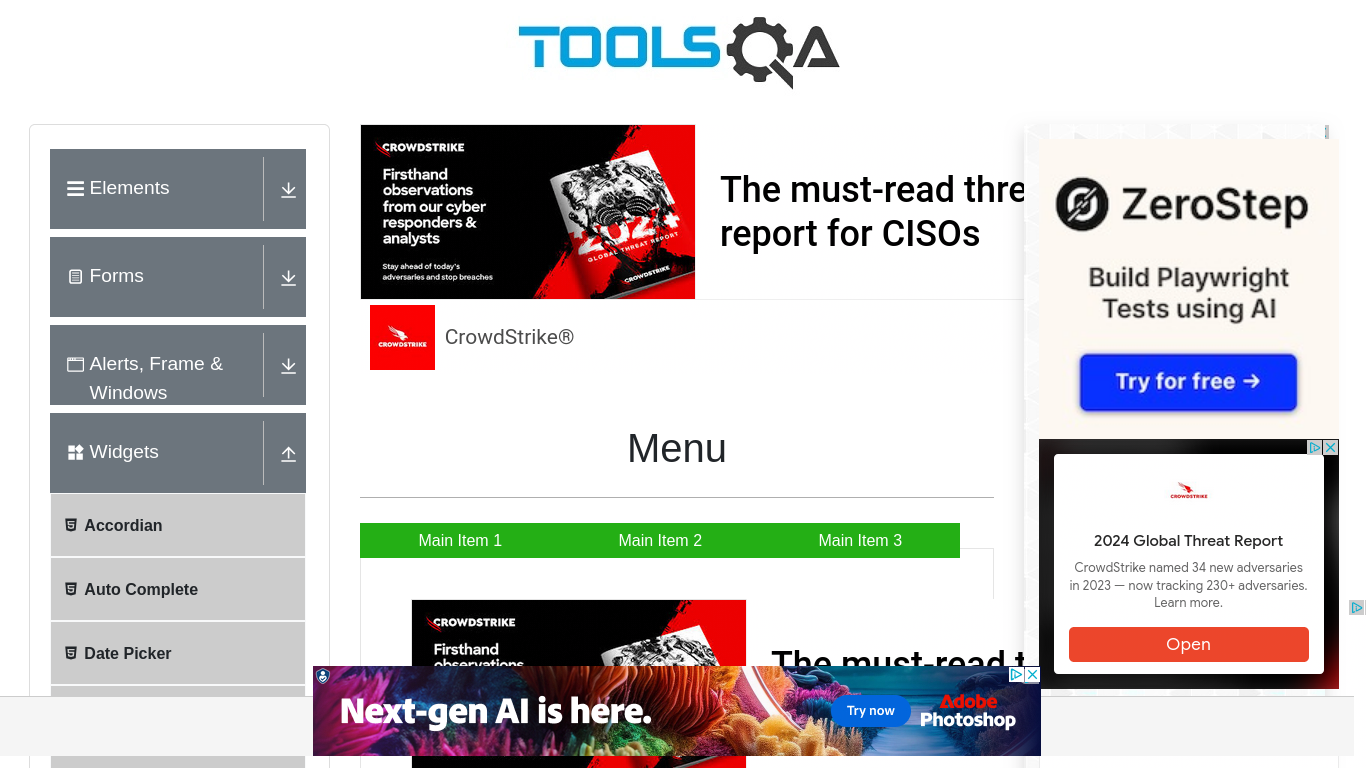 TOOLSQA
Elements
Forms
Alerts, Frame &
Windows
Widgets
Accordian
Auto Complete
Date Picker
CROWDSTRIKE
Firsthand
observations
from our cyber
responders &
analysts
Stay ahead of today's
adversaries and stop breaches
2024
GLOBAL THREAT REPORT
CROWDSTRIKE
The must-read thre
report for CISOs
CROWDSTRIKE
CrowdStrike®
Menu
Main Item 1
Main Item 2
Main Item 3
CROWDSTRIKE
Firsthand
observations
The must-read t
ZeroStep
Build Playwright
Tests using AI
Try for free →
CROWDSTRIKE
2024 Global Threat Report
CrowdStrike named 34 new adversaries
in 2023 — now tracking 230+ adversaries.
Learn more.
Open
Next-gen AI is here.
Try now
Adobe
Photoshop